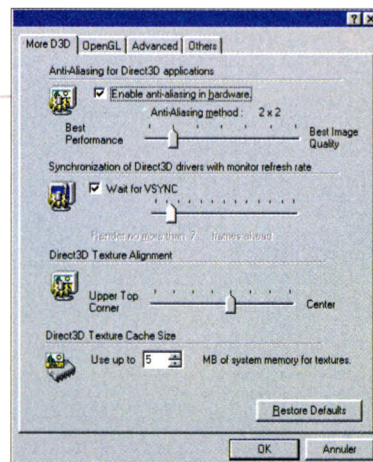 More D3D OpenGL Advanced Others
Anti-Aliasing for Direct3D applications
Enable anti-aliasing in hardware.
Anti-Aliasing method : 2 x 2
Best Performance
Best Image Quality
Synchronization of Direct3D drivers with monitor refresh rate
Wait for VSYNC
Render no more than 7 frames ahead
Direct3D Texture Alignment
Upper Top Corner
Center
Direct3D Texture Cache Size
Use up to 5 MB of system memory for textures.
Restore Defaults
OK Annuler